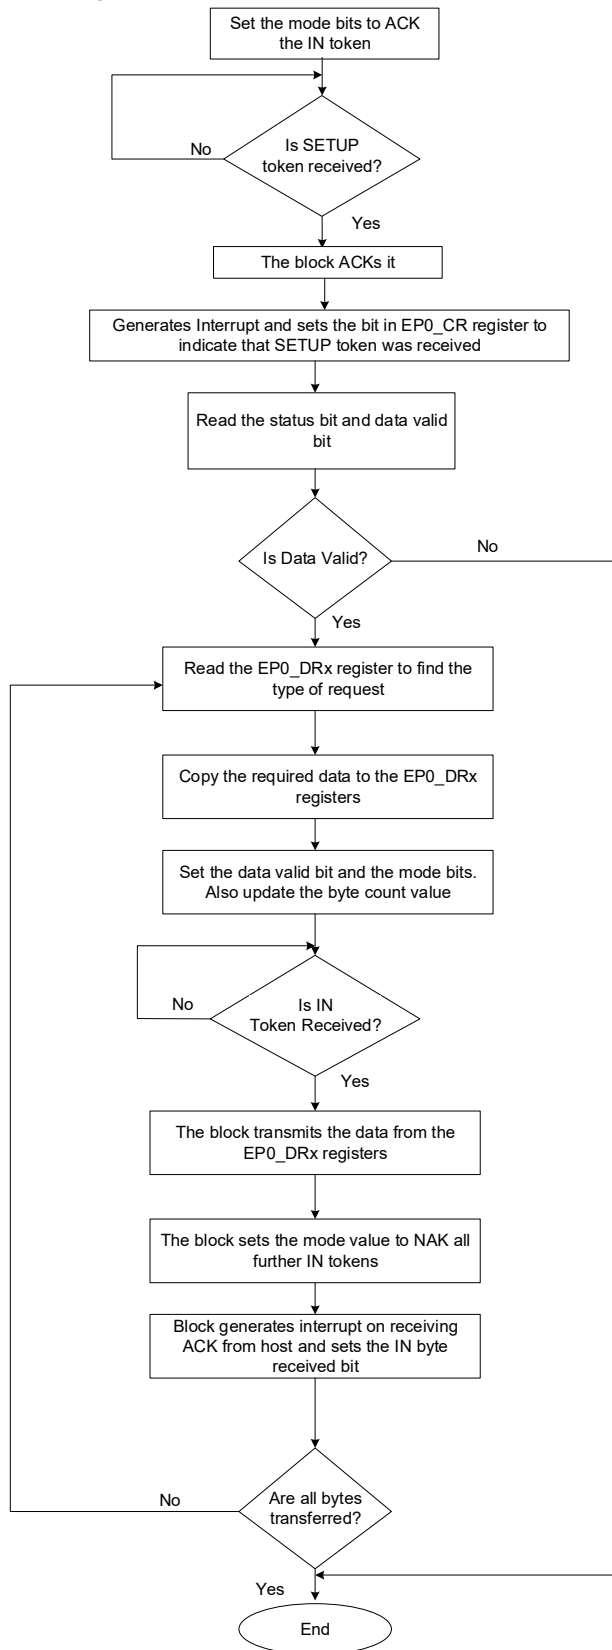 Set the mode bits to ACK
the IN token
Is SETUP
token received?
No
Yes
The block ACKs it
Generates Interrupt and sets the bit in EP0_CR register to
indicate that SETUP token was received
Read the status bit and data valid
bit
Is Data Valid?
No
Yes
Read the EP0_DRx register to find the
type of request
Copy the required data to the EP0_DRx
registers
Set the data valid bit and the mode bits.
Also update the byte count value
Is IN
Token Received?
No
Yes
The block transmits the data from the
EP0_DRx registers
The block sets the mode value to NAK all
further IN tokens
Block generates interrupt on receiving
ACK from host and sets the IN byte
received bit
Are all bytes
transferred?
No
Yes
End